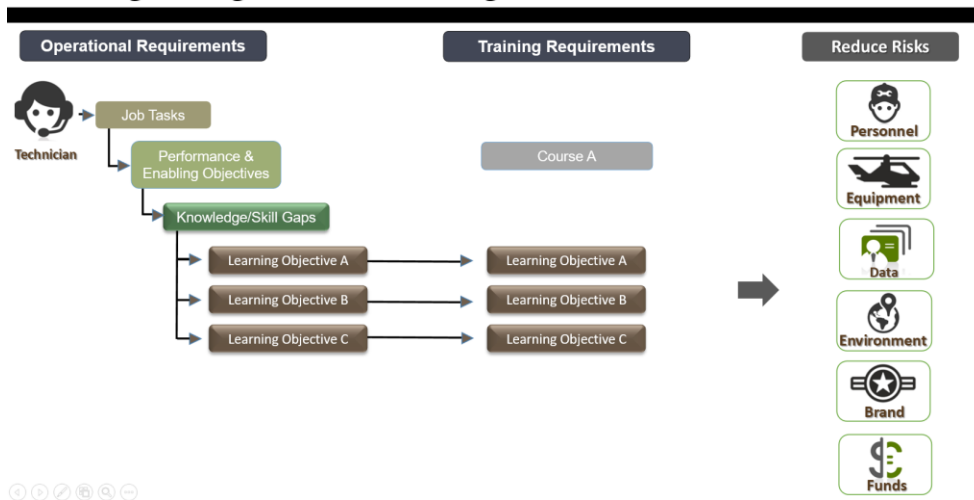 Operational Requirements
Training Requirements
Reduce Risks
Technician
Job Tasks
Performance &
Enabling Objectives
Knowledge/Skill Gaps
Learning Objective A
Learning Objective B
Learning Objective C
Course A
Learning Objective A
Learning Objective B
Learning Objective C
Personnel
Equipment
Data
Environment
Brand
Funds